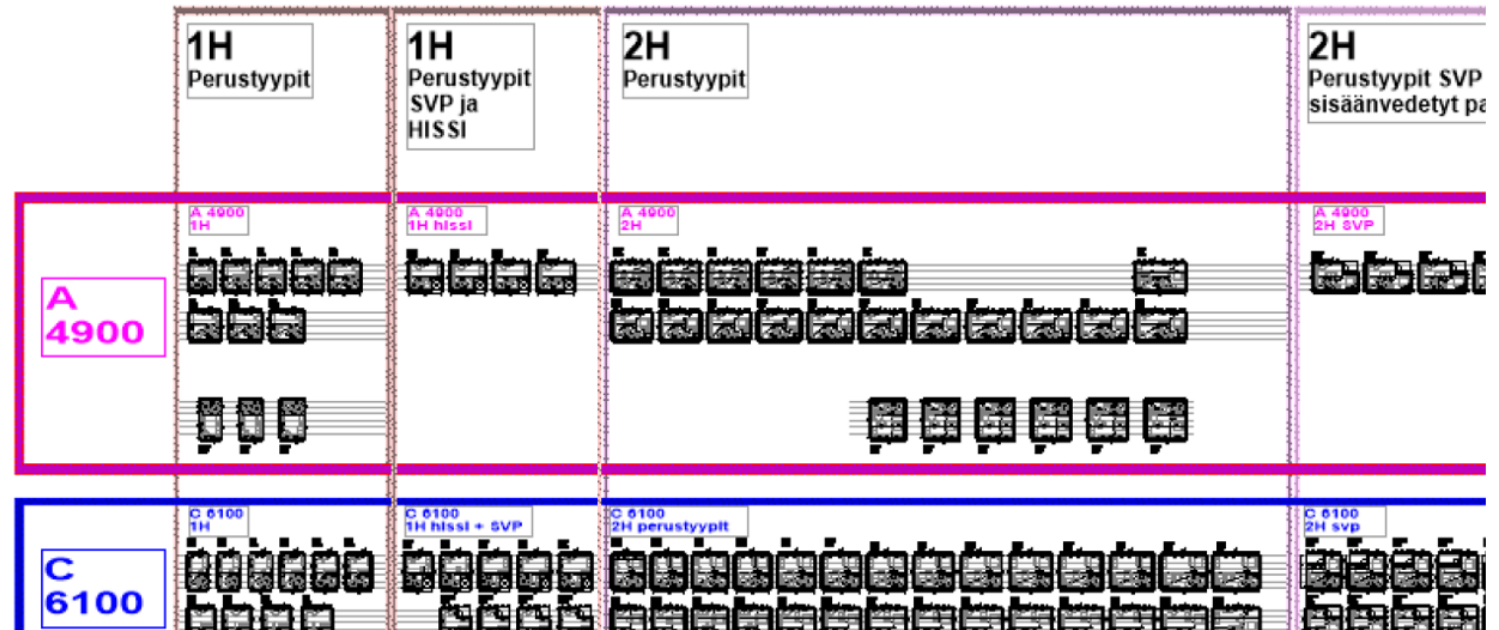 1H
Perustyypit
1H
Perustyypit
SVP ja
HISSI
2H
Perustyypit
2H
Perustyypit SVP
sisäänvedetyt pa
A 4900
1H
A 4900
1H hissi
A 4900
2H
A 4900
2H SVP
A
4900
C 6100
1H
C 6100
1H hissi + SVP
C 6100
2H perustyypit
C 6100
2H svp
C
6100